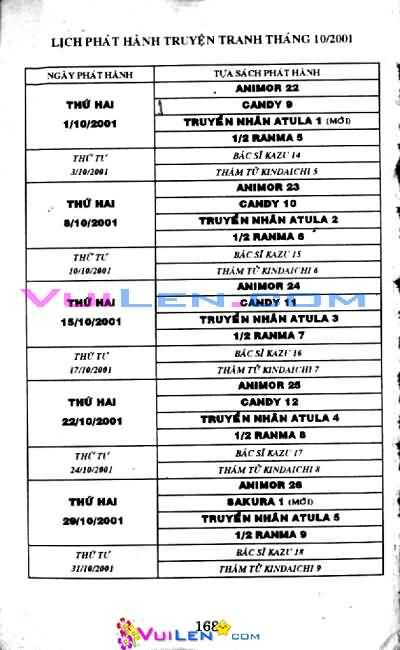 LỊCH PHÁT HÀNH TRUYỆN TRANH THÁNG 10/2001
NGÀY PHÁT HÀNH
TỰA SÁCH PHÁT HÀNH
THỨ HAI
1/10/2001
ANIMOR 22
CANDY 9
TRUYỀN NHÂN ATULA 1 (MỚI)
1/2 RANMA 5
THỨ TƯ
3/10/2001
BÁC SĨ KAZU 14
THÁM TỬ KINDAICHI 5
THỨ HAI
8/10/2001
ANIMOR 23
CANDY 10
TRUYỀN NHÂN ATULA 2
1/2 RANMA 6
THỨ TƯ
10/10/2001
BÁC SĨ KAZU 15
THÁM TỬ KINDAICHI 6
VUILEN.COM
THỨ HAI
15/10/2001
ANIMOR 24
CANDY 11
TRUYỀN NHÂN ATULA 3
1/2 RANMA 7
THỨ TƯ
17/10/2001
BÁC SĨ KAZU 16
THÁM TỬ KINDAICHI 7
THỨ HAI
22/10/2001
ANIMOR 25
CANDY 12
TRUYỀN NHÂN ATULA 4
1/2 RANMA 8
THỨ TƯ
24/10/2001
BÁC SĨ KAZU 17
THÁM TỬ KINDAICHI 8
THỨ HAI
29/10/2001
ANIMOR 26
SAKURA 1 (MỚI)
TRUYỀN NHÂN ATULA 5
1/2 RANMA 9
THỨ TƯ
31/10/2001
BÁC SĨ KAZU 18
THÁM TỬ KINDAICHI 9
168
VUILEN.COM